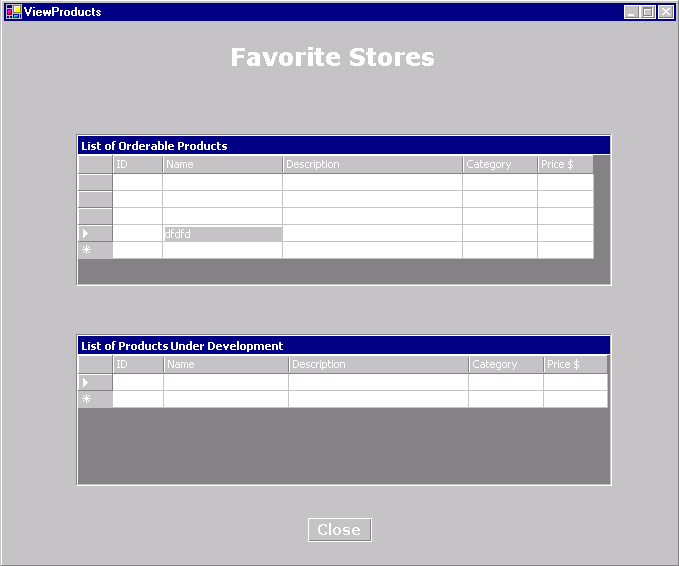 ViewProducts
Favorite Stores
List of Orderable Products
ID Name Description Category Price $
dfdfd
List of Products Under Development
ID Name Description Category Price $
Close